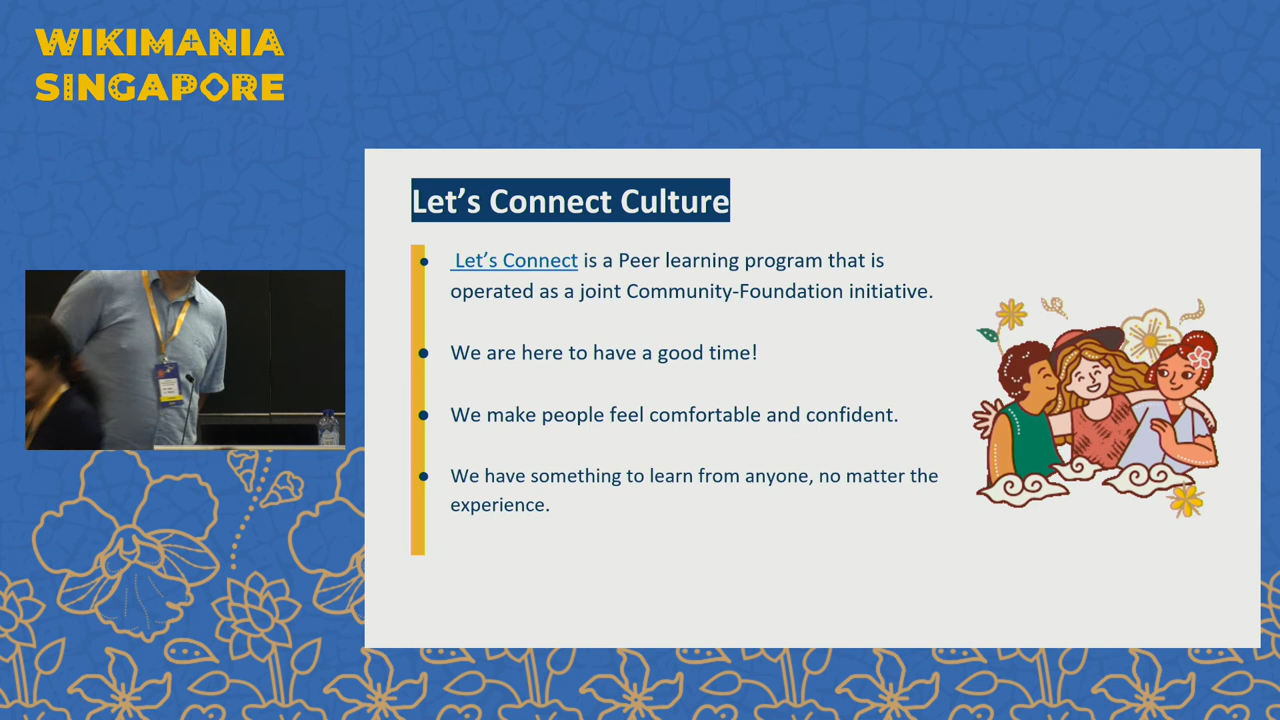 WIKIMANIA
SINGAPORE
Let’s Connect Culture
• Let’s Connect is a Peer learning program that is
operated as a joint Community-Foundation initiative.
• We are here to have a good time!
• We make people feel comfortable and confident.
• We have something to learn from anyone, no matter the
experience.